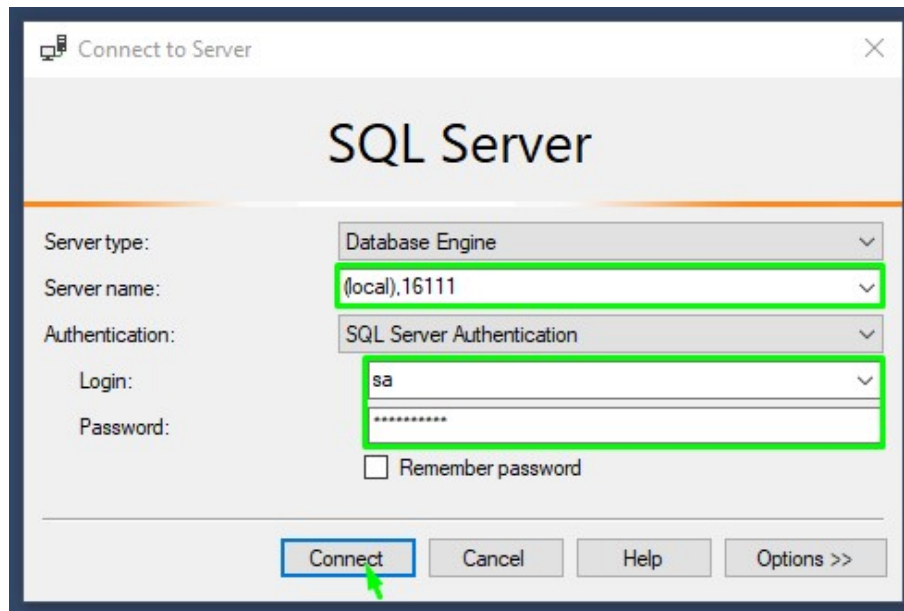 Connect to Server
SQL Server
Server type: Database Engine
Server name: (local),16111
Authentication: SQL Server Authentication
Login: sa
Password: **********
Remember password
Connect Cancel Help Options >>